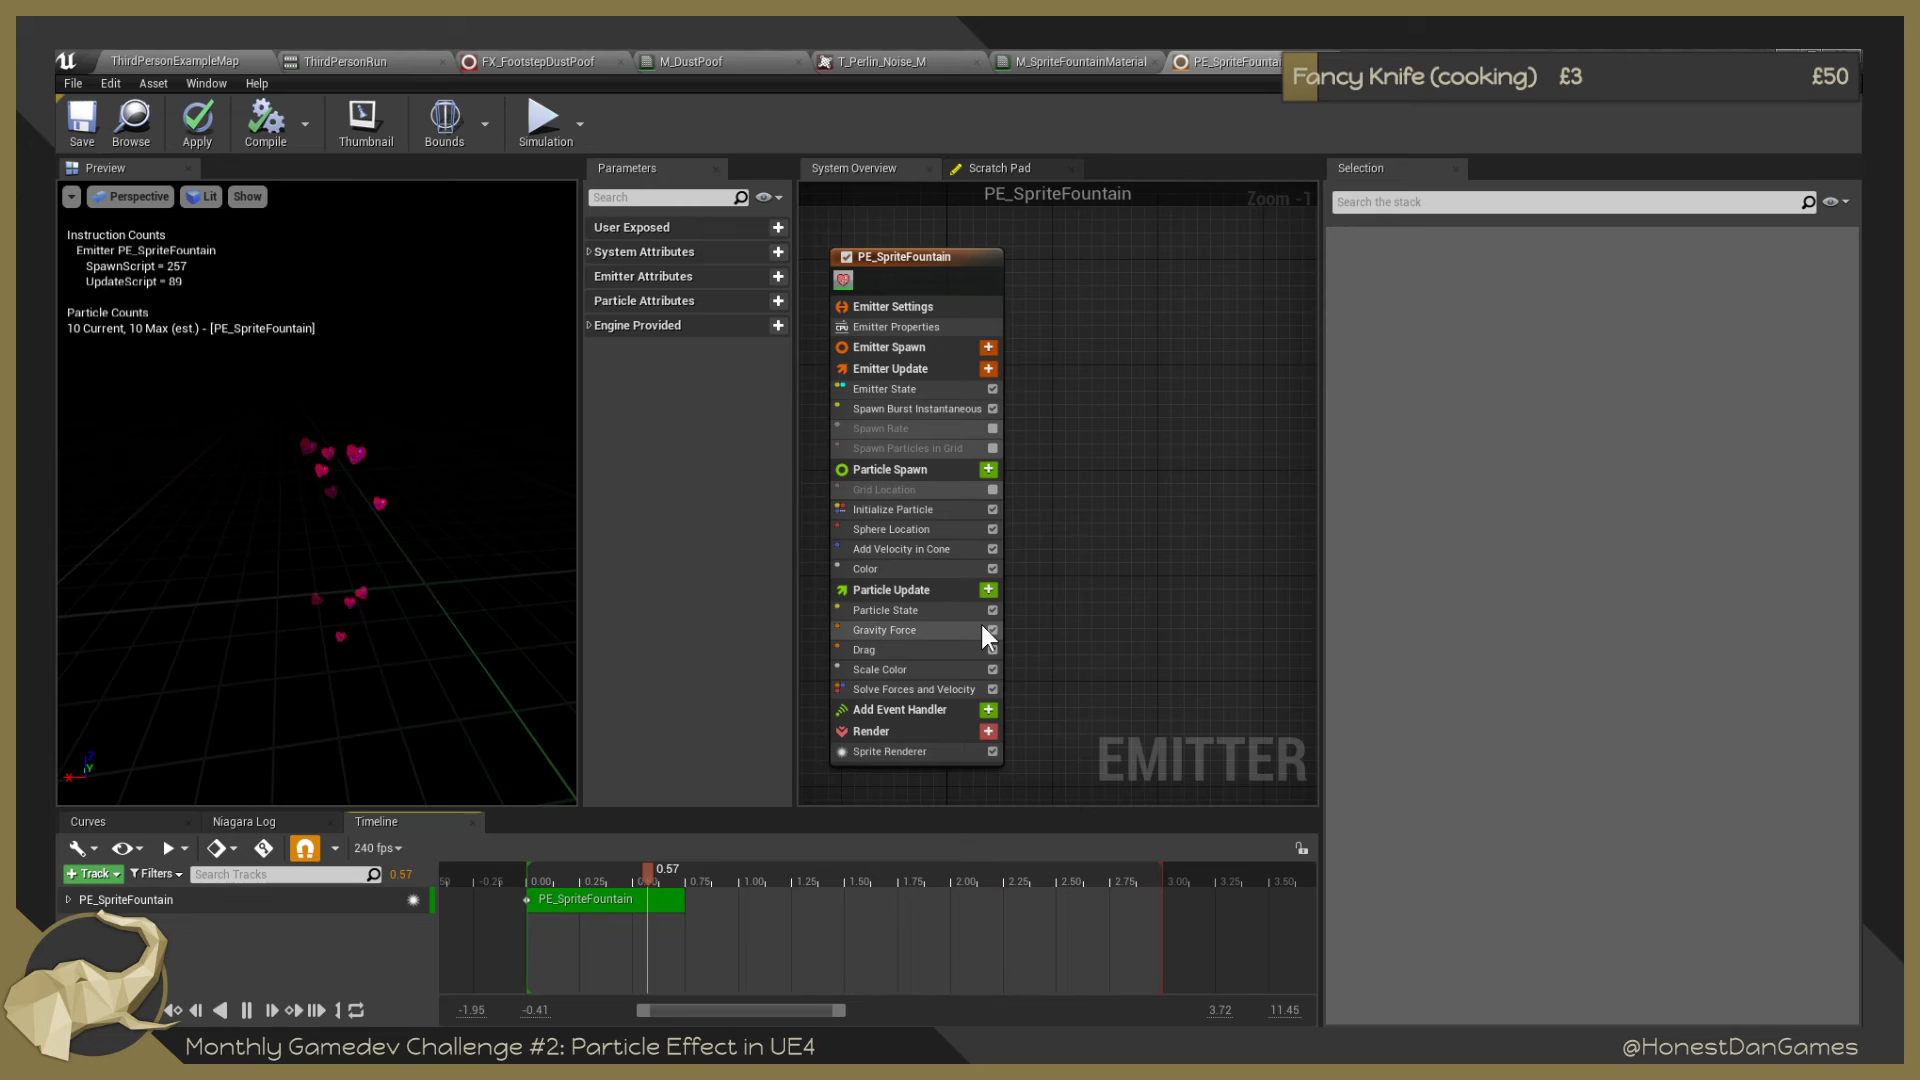 ThirdPersonExampleMap
ThirdPersonRun
FX_FootstepDustPoof
M_DustPoof
T_Perlin_Noise_M
M_SpriteFountainMaterial
PE_SpriteFountai
Fancy Knife (cooking) £3 £50
File Edit Asset Window Help
Save Browse Apply Compile Thumbnail Bounds Simulation
Preview
Parameters
System Overview
Scratch Pad
Selection
Perspective Lit Show
Search
PE_SpriteFountain
Zoom -1
Search the stack
Instruction Counts
Emitter PE_SpriteFountain
SpawnScript = 257
UpdateScript = 89
Particle Counts
10 Current, 10 Max (est.) - [PE_SpriteFountain]
User Exposed
System Attributes
Emitter Attributes
Particle Attributes
Engine Provided
PE_SpriteFountain
Emitter Settings
CPU Emitter Properties
Emitter Spawn
Emitter Update
Emitter State
Spawn Burst Instantaneous
Spawn Rate
Spawn Particles in Grid
Particle Spawn
Grid Location
Initialize Particle
Sphere Location
Add Velocity in Cone
Color
Particle Update
Particle State
Gravity Force
Drag
Scale Color
Solve Forces and Velocity
Add Event Handler
Render
Sprite Renderer
EMITTER
Z
Y
X
Curves
Niagara Log
Timeline
240 fps
Track Filters Search Tracks 0.57
0.57
-0.25 0.00 0.25 0.75 1.00 1.25 1.50 1.75 2.00 2.25 2.50 2.75 3.00 3.25 3.50
PE_SpriteFountain
PE_SpriteFountain
-1.95 -0.41 3.72 11.45
Monthly Gamedev Challenge #2: Particle Effect in UE4
@HonestDanGames